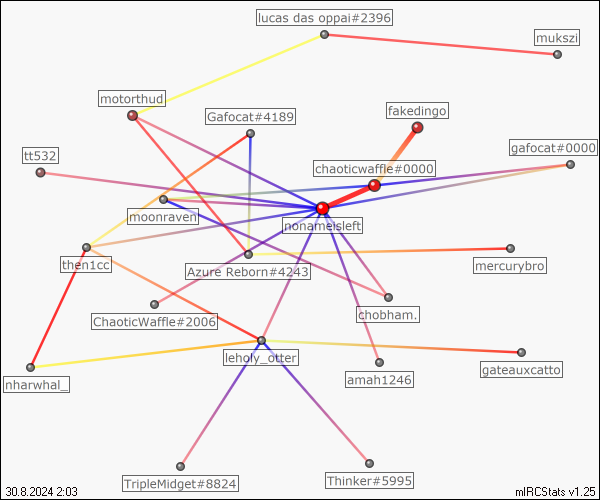 lucas das oppai#2396
mukszi
motorthud
Gafocat#4189
fakedingo
gafocat#0000
tt532
chaoticwaffle#0000
moonraven
nonameisleft
then1cc
Azure Reborn#4243
mercurybro
ChaoticWaffle#2006
chobham.
leholy_otter
gateauxcatto
nharwhal_
amah1246
TripleMidget#8824
Thinker#5995
30.8.2024 2:03
mIRCStats v1.25